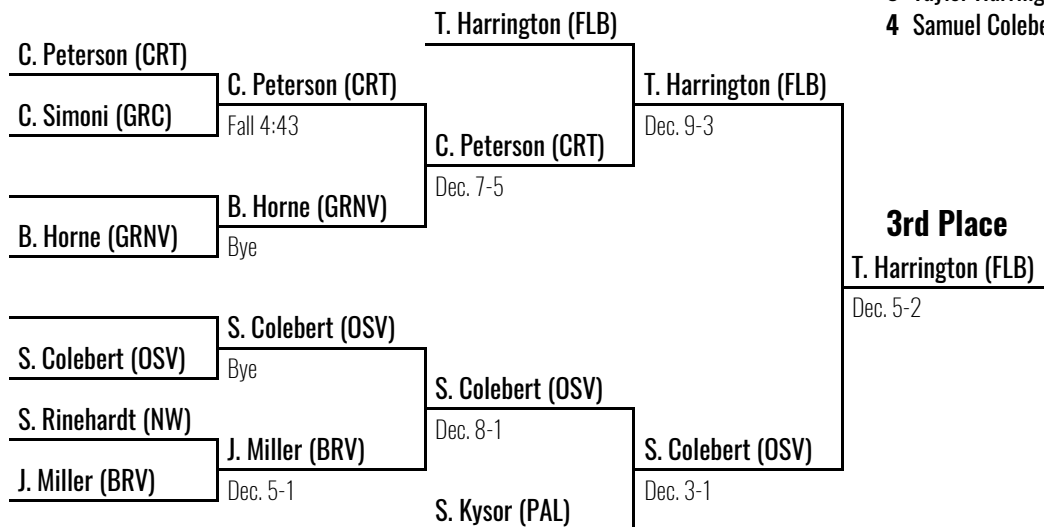 4 Samuel
T. Harrington (FLB)
C. Peterson (CRT)
C. Simoni (GRC)
C. Peterson (CRT)
Fall 4:43
T. Harrington (FLB)
Dec. 9-3
C. Peterson (CRT)
Dec. 7-5
B. Horne (GRNV)
B. Horne (GRNV)
Bye
3rd Place
T. Harrington (FLB)
Dec. 5-2
S. Colebert (OSV)
S. Colebert (OSV)
Bye
S. Rinehardt (NW)
J. Miller (BRV)
J. Miller (BRV)
Dec. 5-1
S. Colebert (OSV)
Dec. 8-1
S. Colebert (OSV)
Dec. 3-1
S. Kysor (PAL)